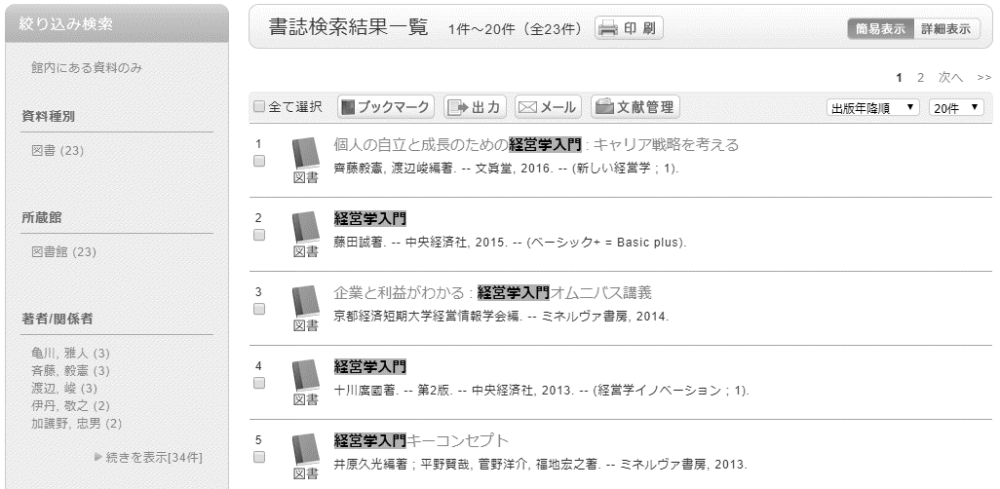 絞り込み検索
館内にある資料のみ
資料種別
図書 (23)
所蔵館
図書館 (23)
著者/関係者
亀川, 雅人 (3)
斉藤, 毅憲 (3)
渡辺, 峻 (3)
伊丹, 敬之 (2)
加護野, 忠男 (2)
続きを表示[34件]
書誌検索結果一覧 1件～20件（全23件） 印 刷 簡易表示 詳細表示
1 2 次へ >>
全て選択 ブックマーク 出力 メール 文献管理 出版年降順 20件
1 個人の自立と成長のための経営学入門 : キャリア戦略を考える
図書 齊藤毅憲, 渡辺峻編著. -- 文眞堂, 2016. -- (新しい経営学 ; 1).
2 経営学入門
図書 藤田誠著. -- 中央経済社, 2015. -- (ベーシック+ = Basic plus).
3 企業と利益がわかる : 経営学入門オムニバス講義
図書 京都経済短期大学経営情報学会編. -- ミネルヴァ書房, 2014.
4 経営学入門
図書 十川廣國著. -- 第2版. -- 中央経済社, 2013. -- (経営学イノベーション ; 1).
5 経営学入門キーコンセプト
図書 井原久光編著 ; 平野賢哉, 菅野洋介, 福地宏之著. -- ミネルヴァ書房, 2013.